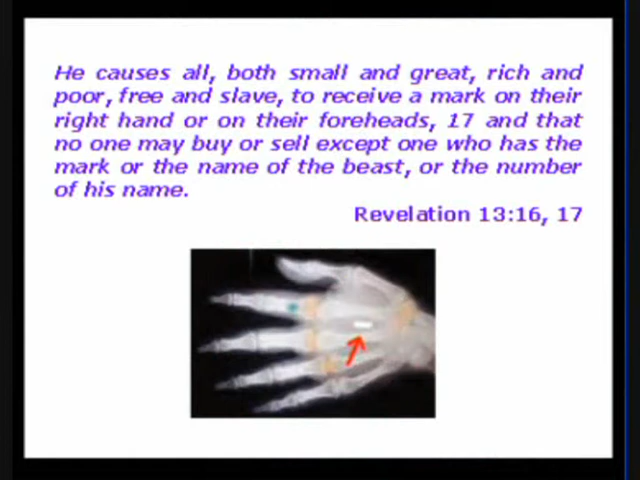 He causes all, both small and great, rich and
poor, free and slave, to receive a mark on their
right hand or on their foreheads, 17 and that
no one may buy or sell except one who has the
mark or the name of the beast, or the number
of his name.
Revelation 13:16, 17